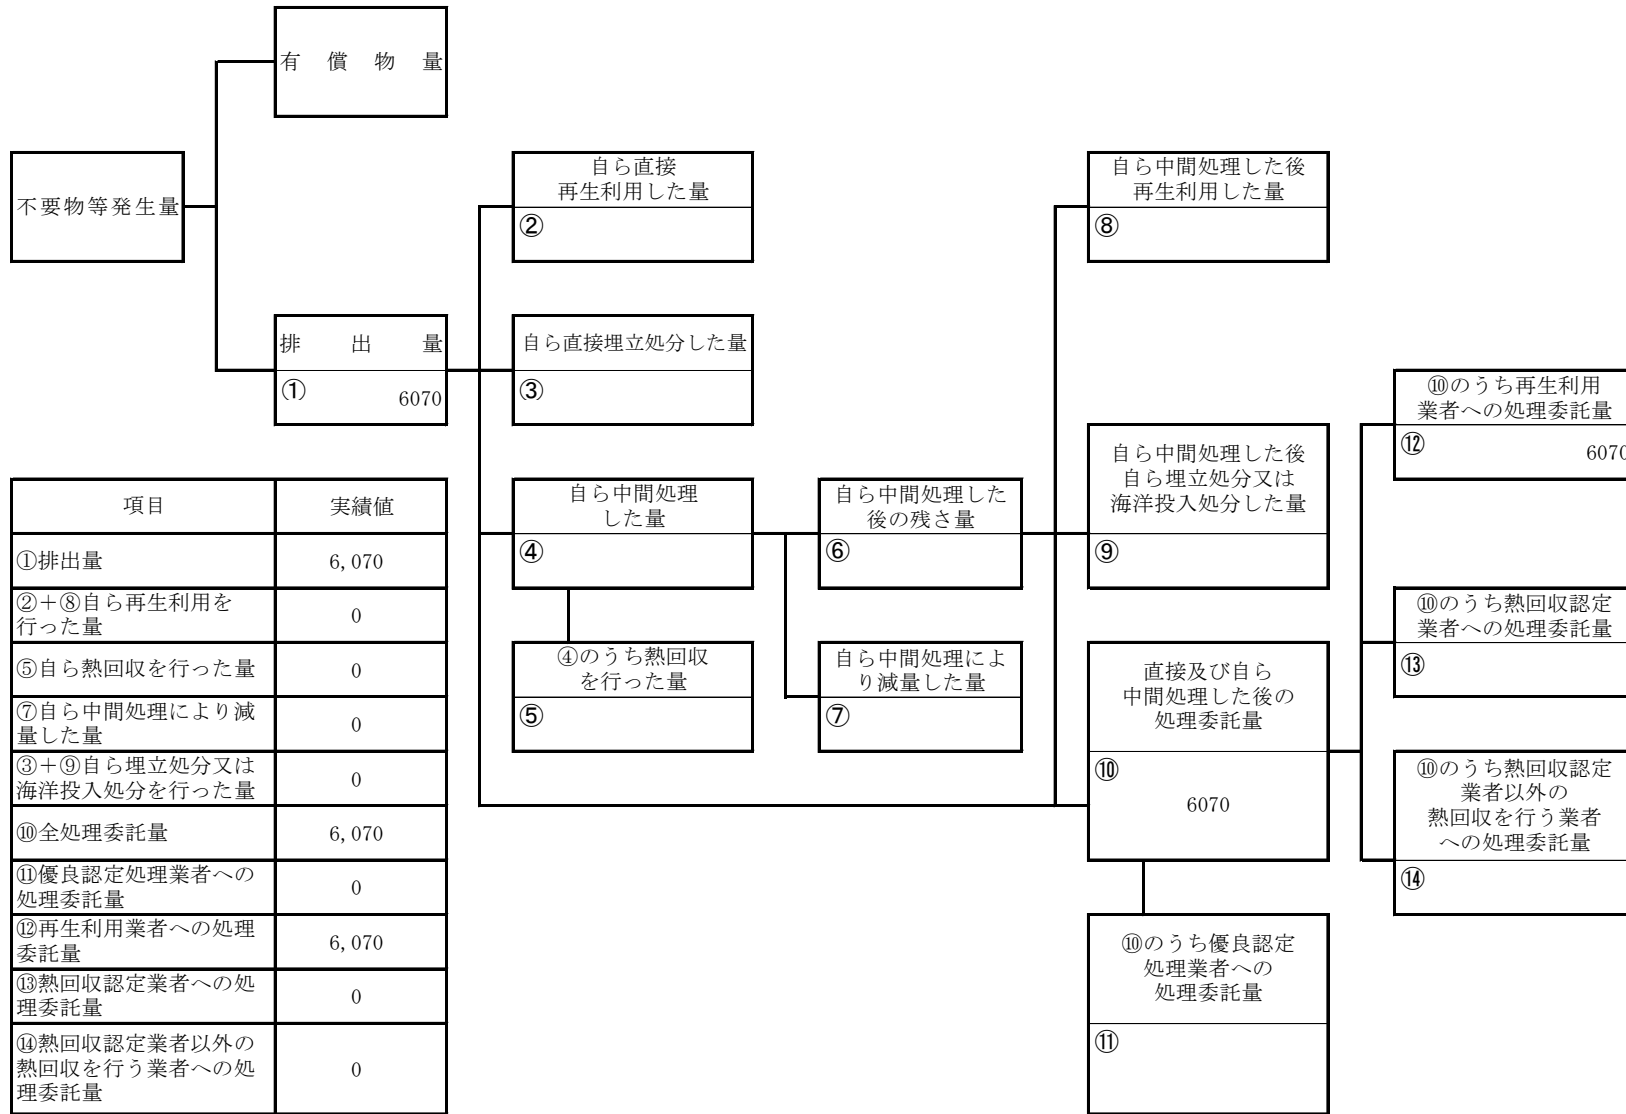 有償物量
不要物等発生量
自ら直接
再生利用した量
②
自ら中間処理した後
再生利用した量
⑧
排出量
① 6070
自ら直接埋立処分した量
③
⑩のうち再生利用
業者への処理委託量
⑫ 6070
自ら中間処理した後
自ら埋立処分又は
海洋投入処分した量
⑨
自ら中間処理
した量
④
自ら中間処理した
後の残さ量
⑥
⑩のうち熱回収認定
業者への処理委託量
⑬
④のうち熱回収
を行った量
⑤
自ら中間処理によ
り減量した量
⑦
直接及び自ら
中間処理した後の
処理委託量
⑩
6070
⑩のうち熱回収認定
業者以外の
熱回収を行う業者
への処理委託量
⑭
⑩のうち優良認定
処理業者への
処理委託量
⑪
項目 実績値
①排出量 6,070
②+⑧自ら再生利用を
行った量 0
⑤自ら熱回収を行った量 0
⑦自ら中間処理により減
量した量 0
③+⑨自ら埋立処分又は
海洋投入処分を行った量 0
⑩全処理委託量 6,070
⑪優良認定処理業者への
処理委託量 0
⑫再生利用業者への処理
委託量 6,070
⑬熱回収認定業者への処
理委託量 0
⑭熱回収認定業者以外の
熱回収を行う業者への処
理委託量 0